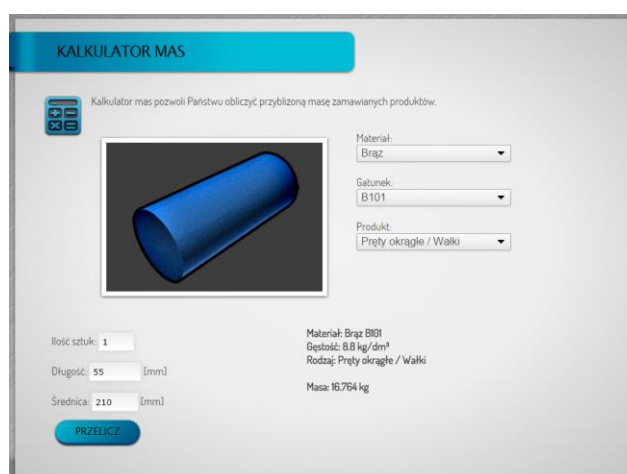 KALKULATOR MAS
Kalkulator mas pozwoli Państwu obliczyć przybliżoną masę zamawianych produktów.
Materiał:
Brąz
Gatunek:
B101
Produkt:
Pręty okrągłe / Wałki
Ilość sztuk: 1
Długość: 55 [mm]
Średnica: 210 [mm]
PRZELICZ
Materiał: Brąz B101
Gęstość: 8.8 kg/dm³
Rodzaj: Pręty okrągłe / Wałki
Masa: 16.764 kg